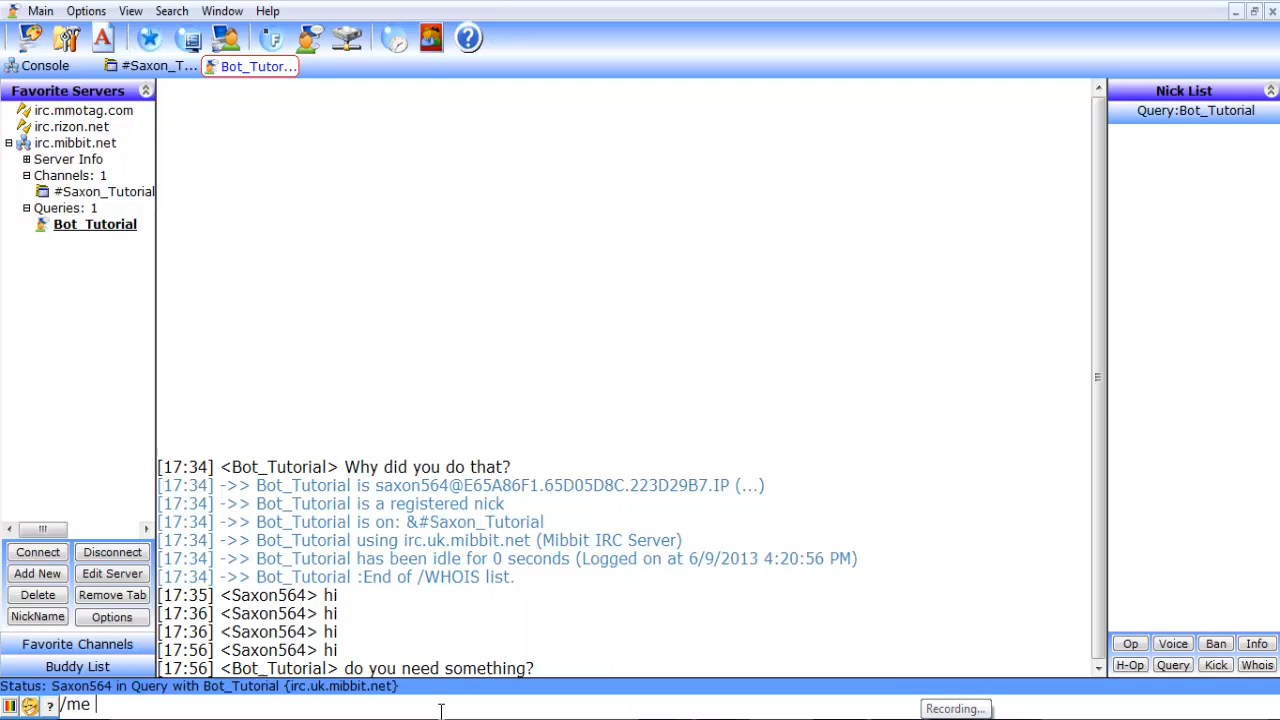 Main Options View Search Window Help
Console #Saxon_T... Bot_Tutor...
Favorite Servers
irc.mmotag.com
irc.rizon.net
irc.mibbit.net
Server Info
Channels: 1
#Saxon_Tutorial
Queries: 1
Bot_Tutorial
Connect Disconnect
Add New Edit Server
Delete Remove Tab
NickName Options
Favorite Channels
Buddy List
[17:34] <Bot_Tutorial> Why did you do that?
[17:34] ->> Bot_Tutorial is saxon564@E65A86F1.65D05D8C.223D29B7.IP (...)
[17:34] ->> Bot_Tutorial is a registered nick
[17:34] ->> Bot_Tutorial is on: &#Saxon_Tutorial
[17:34] ->> Bot_Tutorial using irc.uk.mibbit.net (Mibbit IRC Server)
[17:34] ->> Bot_Tutorial has been idle for 0 seconds (Logged on at 6/9/2013 4:20:56 PM)
[17:34] ->> Bot_Tutorial :End of /WHOIS list.
[17:35] <Saxon564> hi
[17:36] <Saxon564> hi
[17:36] <Saxon564> hi
[17:56] <Saxon564> hi
[17:56] <Bot_Tutorial> do you need something?
Nick List
Query:Bot_Tutorial
Op Voice Ban Info
H-Op Query Kick Whois
Status: Saxon564 in Query with Bot_Tutorial {irc.uk.mibbit.net}
? /me
Recording...